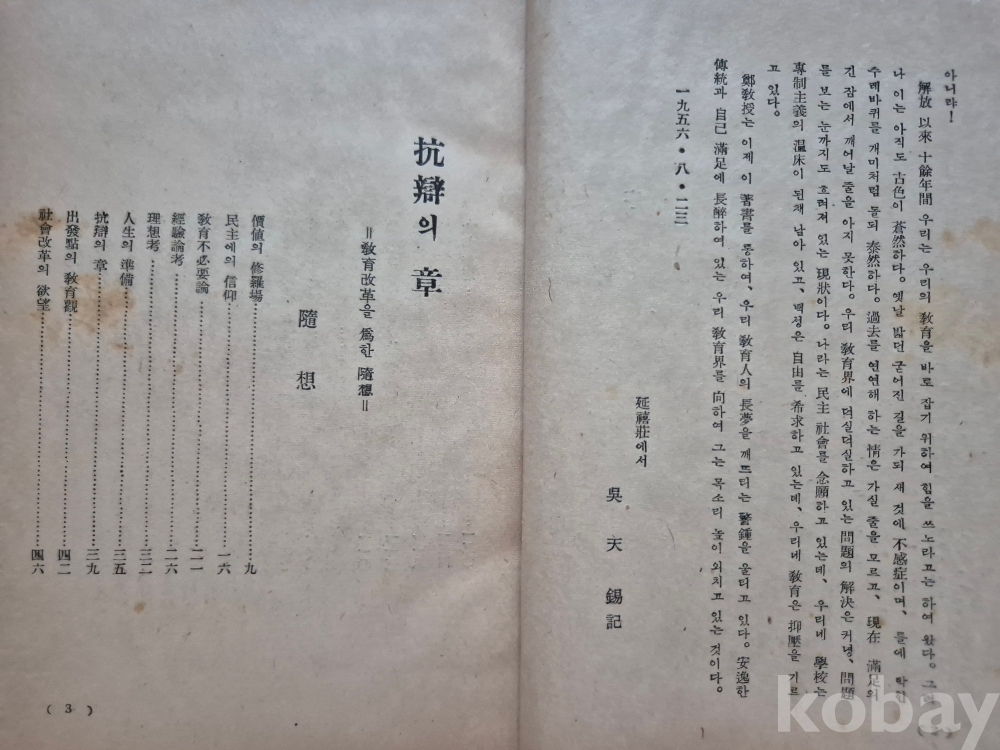 아니랴!
解放 以來 十餘年間 우리는 우리의 敎育을 바로 잡기 위하여 힘을 쓰노라고는 하여 왔다. 그러
나 이는 아직도 古色이 蒼然하다. 옛날 밟던 굳어진 길을 가되 새 것에 不感症이며, 틀에 박힌
수레바퀴를 개미처럼 돌되 泰然하다. 過去를 연연해 하는 情은 가실 줄을 모르고, 現在 滿足의
긴 잠에서 깨어날 줄을 아지 못한다. 우리 敎育界에 덕실덕실하고 있는 問題의 解決은커녕, 問題
를 보는 눈까지도 흐려져 있는 現狀이다. 나라는 民主 社會를 念願하고 있는데, 우리네 學校는
專制主義의 温床이 된채 남아 있고, 백성은 自由를 希求하고 있는데, 우리네 敎育은 抑壓을 기르
고 있다.
鄭敎授는 이제 이 著書를 통하여, 우리 敎育人의 長夢을 깨뜨리는 警鍾을 울리고 있다. 安逸한
傳統과 自己 滿足에 長醉하여 있는 우리 敎育界를 向하여 그는 목소리 높이 외치고 있는 것이다.
一九五六・八・二三
延禧莊에서
吳天錫記
抗辯의 章
=敎育改革을 爲한 隨想=
隨想
價値의 修羅場…………九
民主에의 信仰…………一六
敎育不必要論…………二一
經驗論考…………二六
理想考…………三二
人生의 準備…………三五
抗辯의 章…………三九
出發點의 敎育觀…………四二
社會改革의 欲望…………四六
( 3 )
kobay